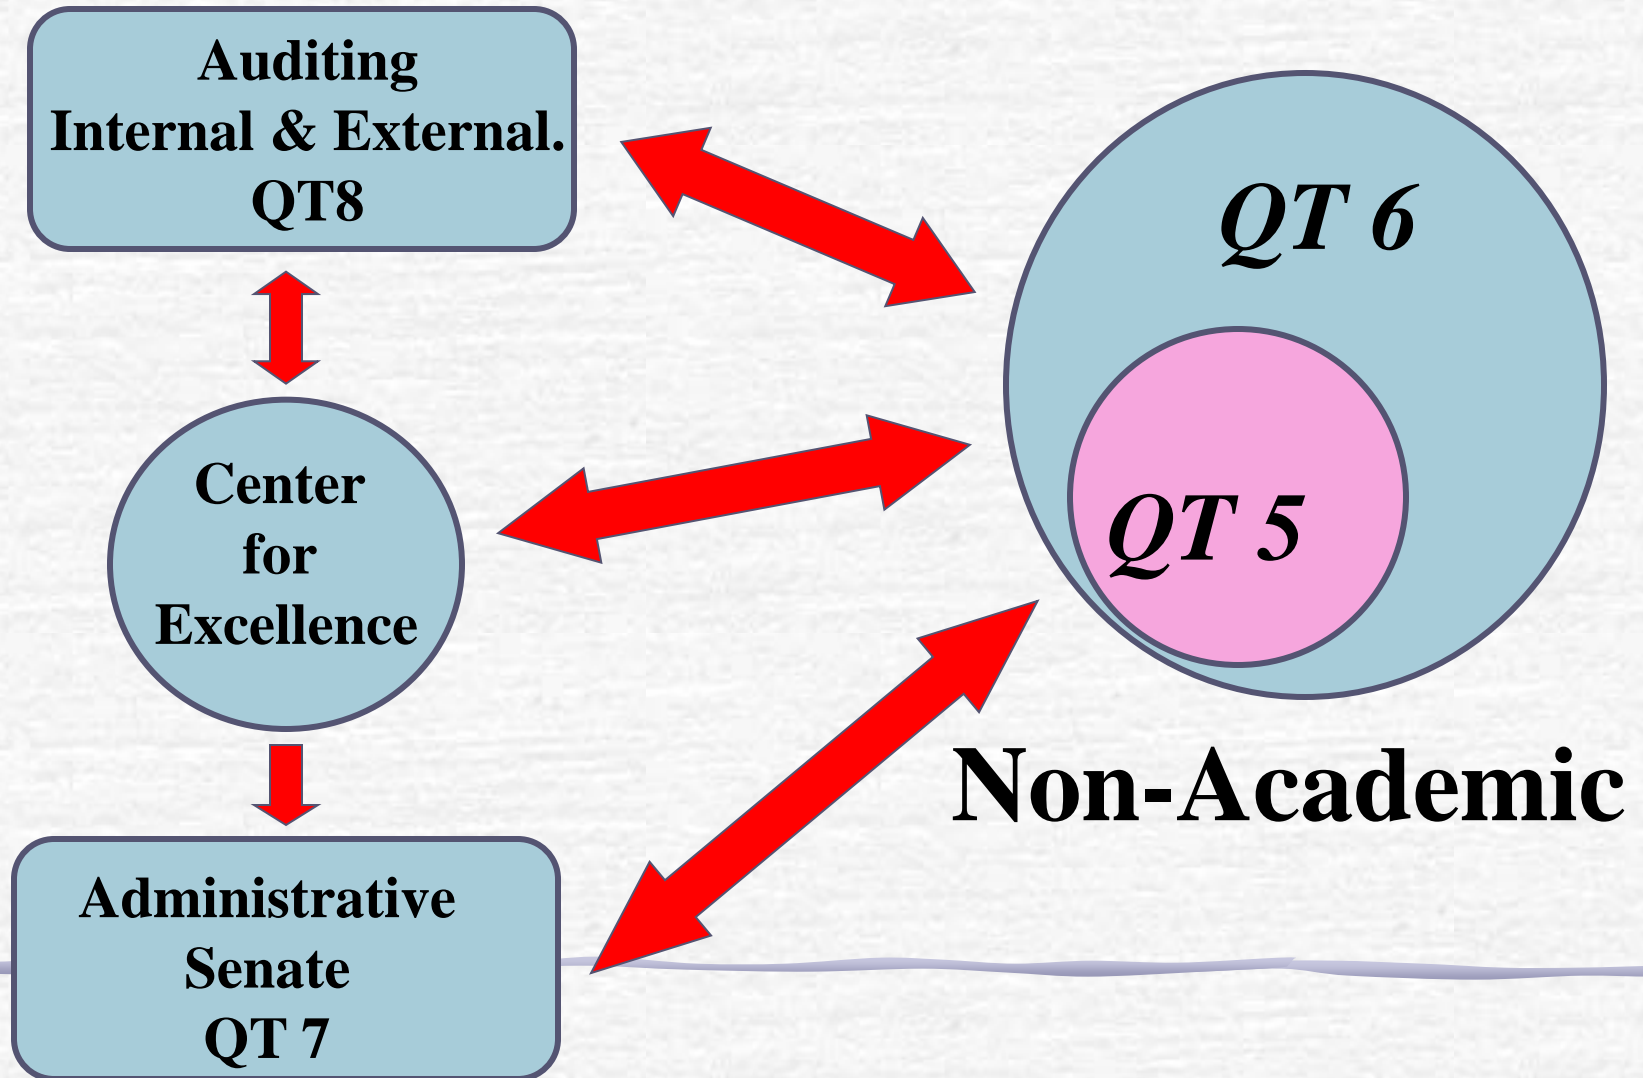 Auditing
Internal & External.
QT8
Center
for
Excellence
Administrative
Senate
QT 7
QT 6
QT 5
Non-Academic